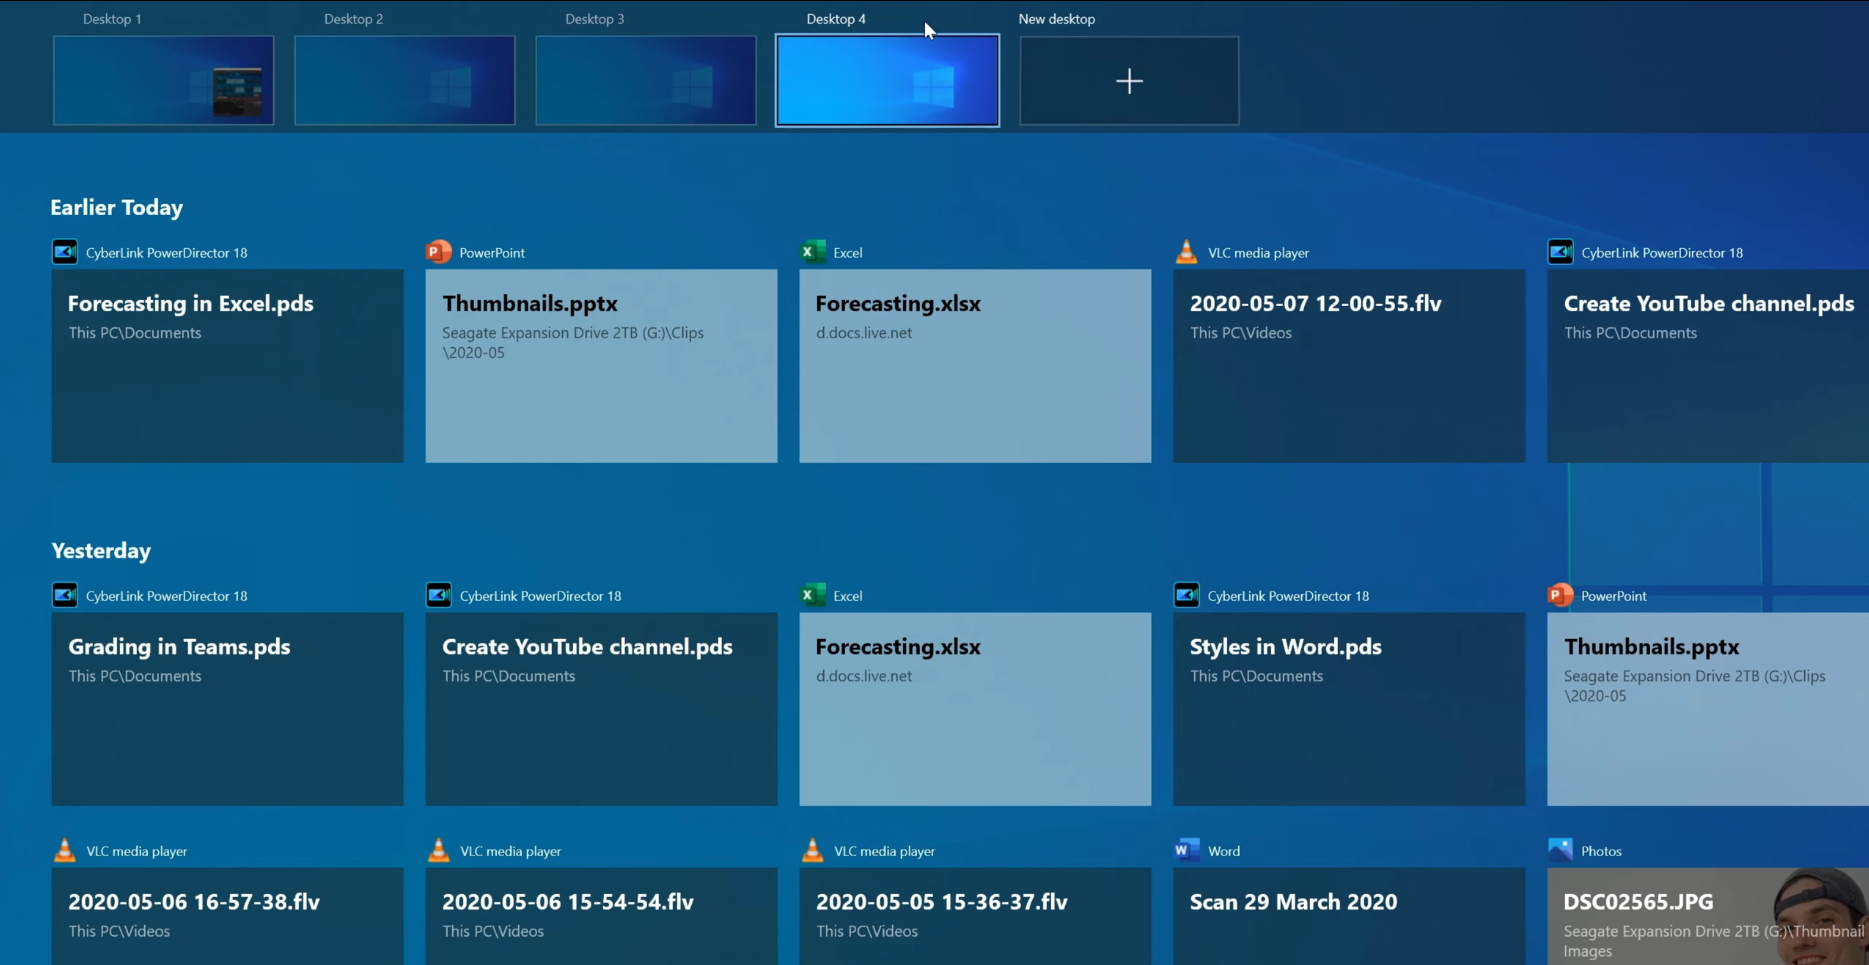 Desktop 1
Desktop 2
Desktop 3
Desktop 4
New desktop
Earlier Today
CyberLink PowerDirector 18
PowerPoint
Excel
VLC media player
CyberLink PowerDirector 18
Forecasting in Excel.pds
This PC\Documents
Thumbnails.pptx
Seagate Expansion Drive 2TB (G:)\Clips
\2020-05
Forecasting.xlsx
d.docs.live.net
2020-05-07 12-00-55.flv
This PC\Videos
Create YouTube channel.pds
This PC\Documents
Yesterday
CyberLink PowerDirector 18
CyberLink PowerDirector 18
Excel
CyberLink PowerDirector 18
PowerPoint
Grading in Teams.pds
This PC\Documents
Create YouTube channel.pds
This PC\Documents
Forecasting.xlsx
d.docs.live.net
Styles in Word.pds
This PC\Documents
Thumbnails.pptx
Seagate Expansion Drive 2TB (G:)\Clips
\2020-05
VLC media player
VLC media player
VLC media player
Word
Photos
2020-05-06 16-57-38.flv
This PC\Videos
2020-05-06 15-54-54.flv
This PC\Videos
2020-05-05 15-36-37.flv
This PC\Videos
Scan 29 March 2020
DSC02565.JPG
Seagate Expansion Drive 2TB (G:)\Thumbnail
Images